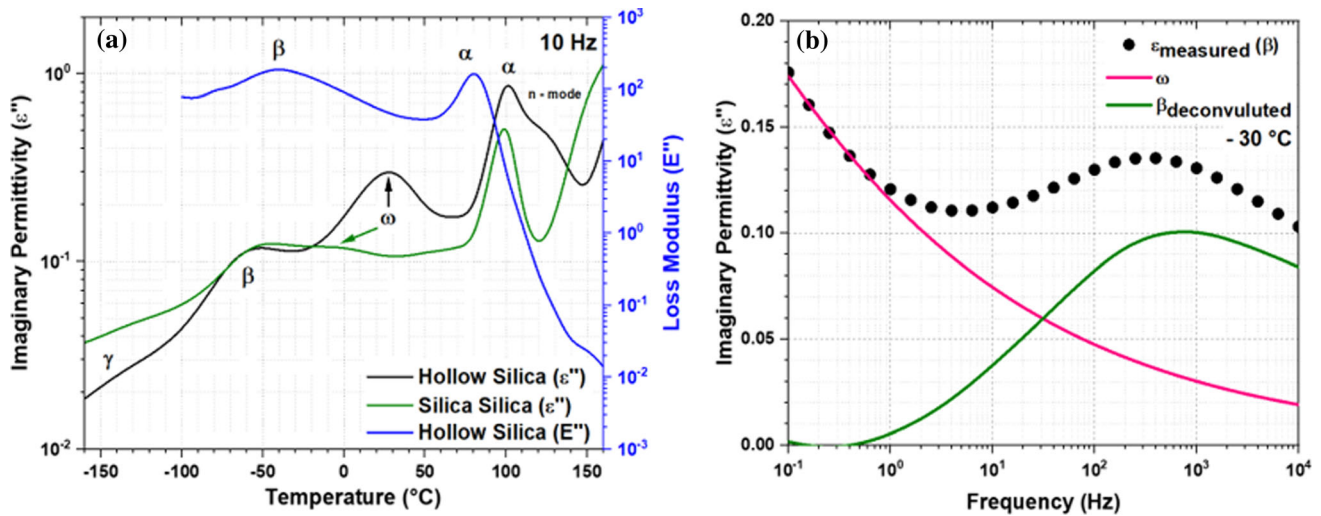 (a)
10 Hz
β
α
α
n - mode
ω
β
γ
Hollow Silica (ε")
Silica Silica (ε")
Hollow Silica (E")
Imaginary Permittivity (ε")
10⁰
10⁻¹
10⁻²
-150 -100 -50 0 50 100 150
Temperature (°C)
10³
10²
10¹
10⁰
10⁻¹
10⁻²
10⁻³
Loss Modulus (E")
(b)
εmeasured (β)
ω
βdeconvuluted
- 30 °C
Imaginary Permittvity (ε")
0.20
0.15
0.10
0.05
0.00
10⁻¹ 10⁰ 10¹ 10² 10³ 10⁴
Frequency (Hz)